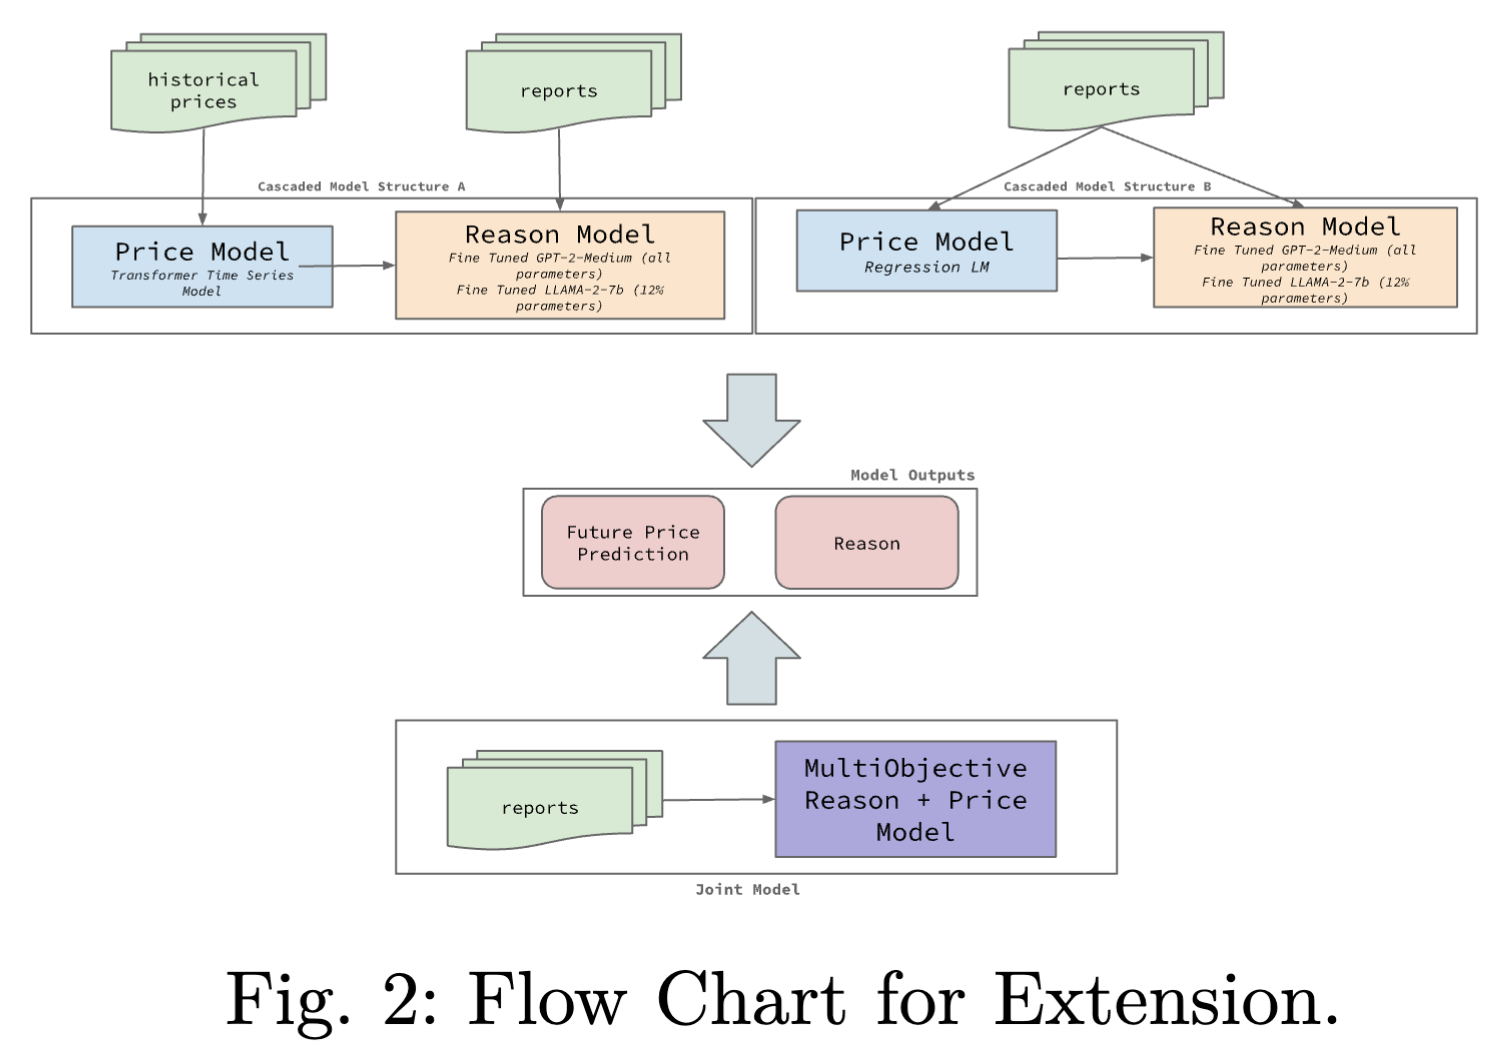 historical
prices
reports
reports
Cascaded Model Structure A
Cascaded Model Structure B
Price Model
Transformer Time Series
Model
Reason Model
Fine Tuned GPT-2-Medium (all
parameters)
Fine Tuned LLAMA-2-7b (12%
parameters)
Price Model
Regression LM
Reason Model
Fine Tuned GPT-2-Medium (all
parameters)
Fine Tuned LLAMA-2-7b (12%
parameters)
Model Outputs
Future Price
Prediction
Reason
reports
MultiObjective
Reason + Price
Model
Joint Model
Fig. 2: Flow Chart for Extension.